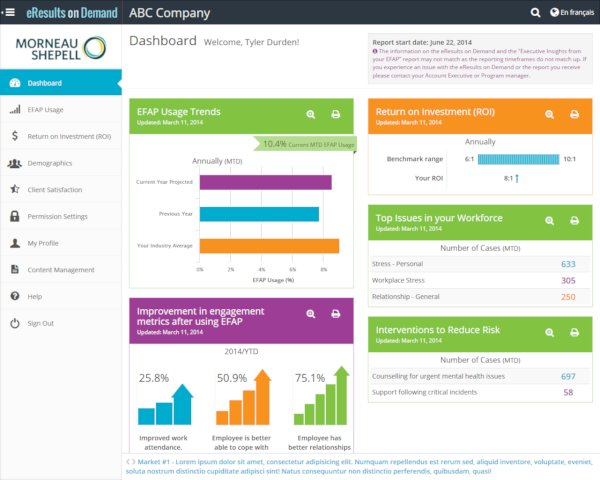 eResults on Demand
ABC Company
En français
MORNEAU
SHEPELL
Dashboard
EFAP Usage
Return on Investment (ROI)
Demographics
Client Satisfaction
Permission Settings
My Profile
Content Management
Help
Sign Out
Dashboard Welcome, Tyler Durden!
Report start date: June 22, 2014
The information on the eResults on Demand and the "Executive Insights from
your EFAP" report may not match as the reporting timeframes do not match up. If
you experience an issue with the eResults on Demand or the report you receive
please contact your Account Executive or Program manager.
EFAP Usage Trends
Updated: March 11, 2014
10.4% Current MTD EFAP Usage
Annually (MTD)
Current Year Projected
Previous Year
Your Industry Average
0% 2% 4% 6% 8%
EFAP Usage (%)
Improvement in engagement
metrics after using EFAP
Updated: March 11, 2014
2014/YTD
25.8% 50.9% 75.1%
Improved work
attendance.
Employee is better
able to cope with
Employee has
better relationships
Return on Investment (ROI)
Updated: March 11, 2014
Annually
Benchmark range 6:1 10:1
Your ROI 8:1
Top Issues in your Workforce
Updated: March 11, 2014
Number of Cases (MTD)
Stress - Personal 633
Workplace Stress 305
Relationship - General 250
Interventions to Reduce Risk
Updated: March 11, 2014
Number of Cases (MTD)
Counselling for urgent mental health issues 697
Support following critical incidents 58
Market #1 - Lorem ipsum dolor sit amet, consectetur adipisicing elit. Numquam repellendus est rerum sed, aliquid inventore, voluptate, eveniet,
soluta nostrum distinctio cupiditate adipisci sint! Natus consequuntur non distinctio perferendis, quibusdam, quasi!